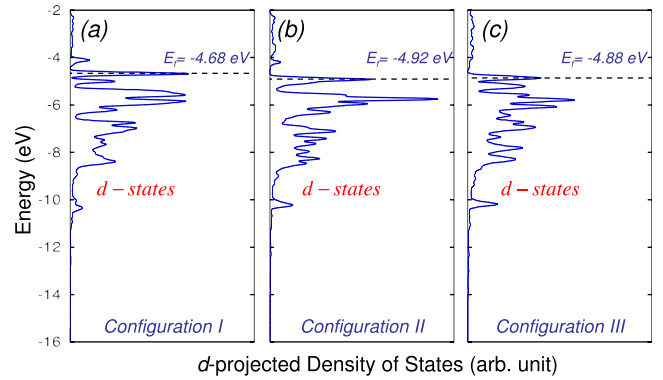 (a)
(b)
(c)
E_f= -4.68 eV
E_f= -4.92 eV
E_f= -4.88 eV
-2
-4
-6
-8
-10
-12
-14
-16
Energy (eV)
d – states
d – states
d – states
Configuration I
Configuration II
Configuration III
d-projected Density of States (arb. unit)